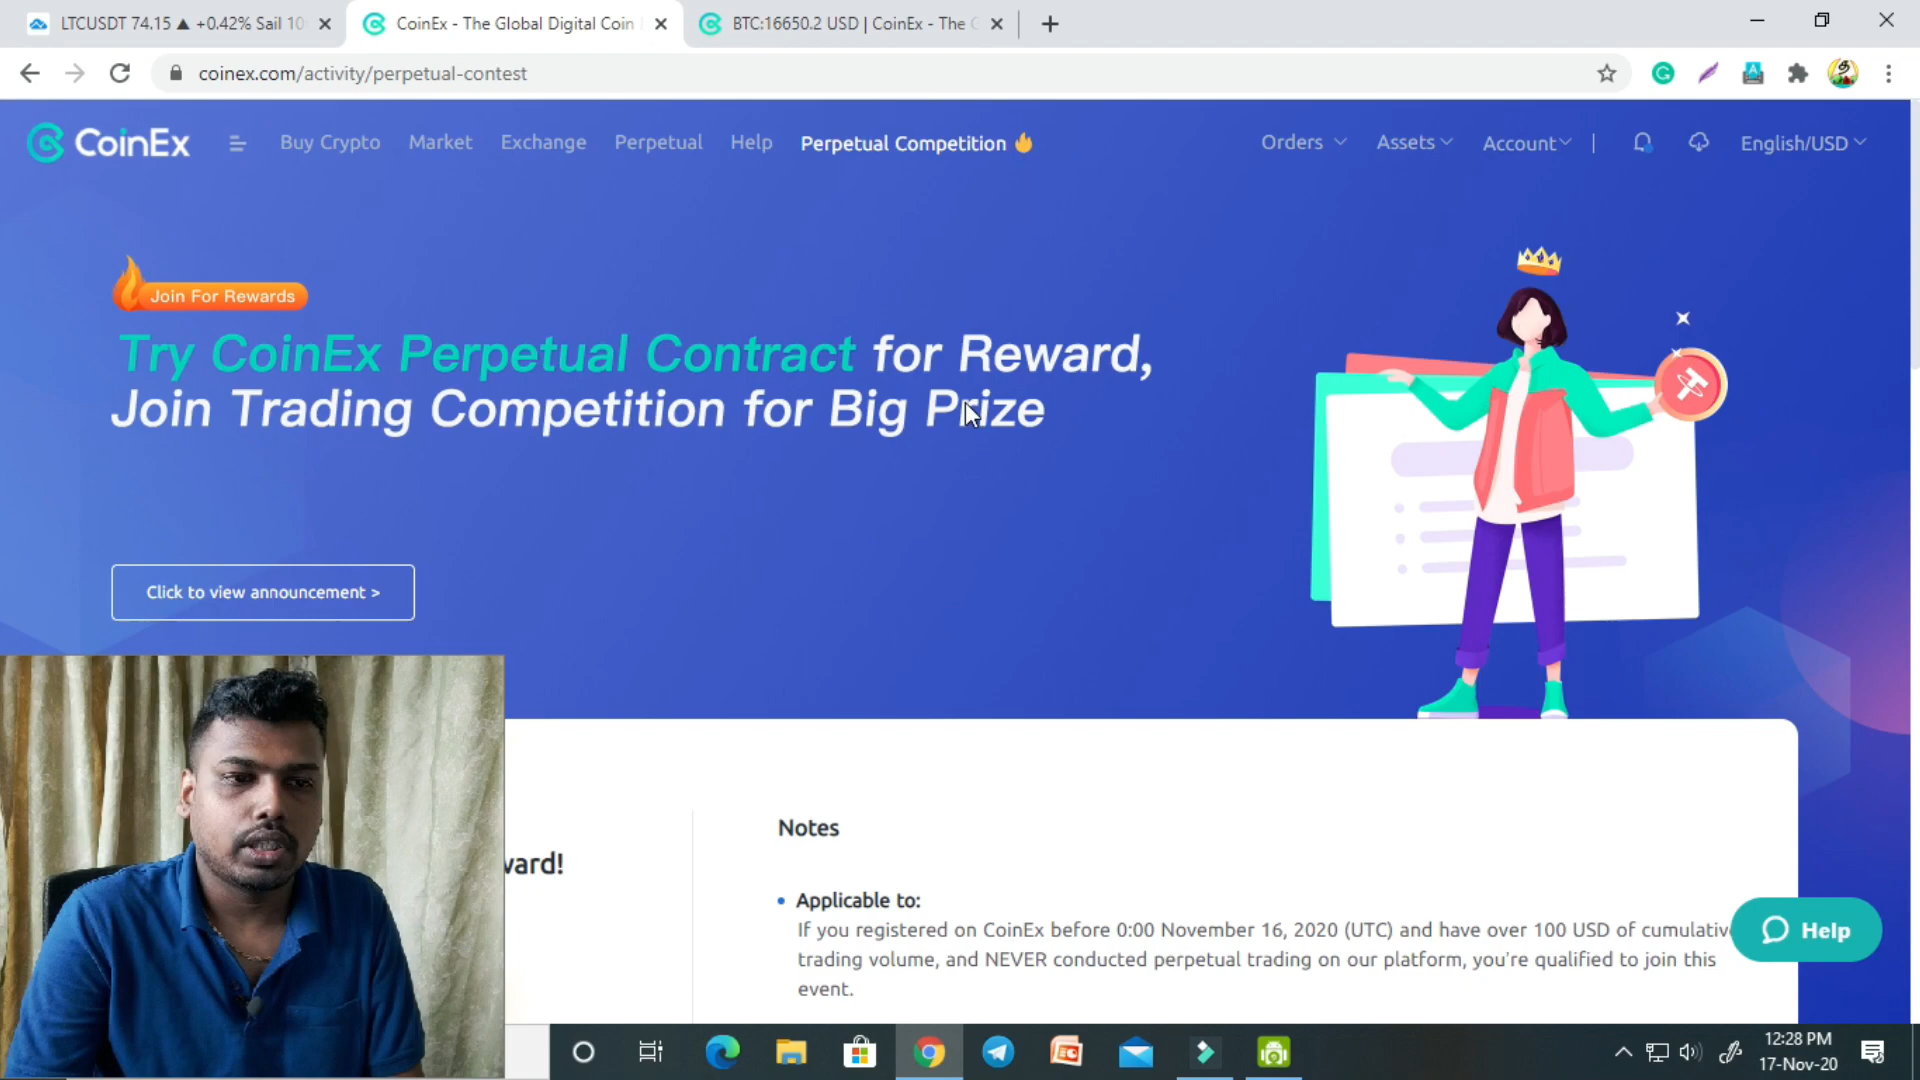 LTCUSDT 74.15 ▲ +0.42% Sail 10
CoinEx - The Global Digital Coin
BTC:16650.2 USD | CoinEx - The G
coinex.com/activity/perpetual-contest
CoinEx
Buy Crypto
Market
Exchange
Perpetual
Help
Perpetual Competition
Orders
Assets
Account
English/USD
Join For Rewards
Try CoinEx Perpetual Contract for Reward,
Join Trading Competition for Big Prize
Click to view announcement >
ward!
Notes
Applicable to:
If you registered on CoinEx before 0:00 November 16, 2020 (UTC) and have over 100 USD of cumulativ
trading volume, and NEVER conducted perpetual trading on our platform, you're qualified to join this
event.
Help
12:28 PM
17-Nov-20